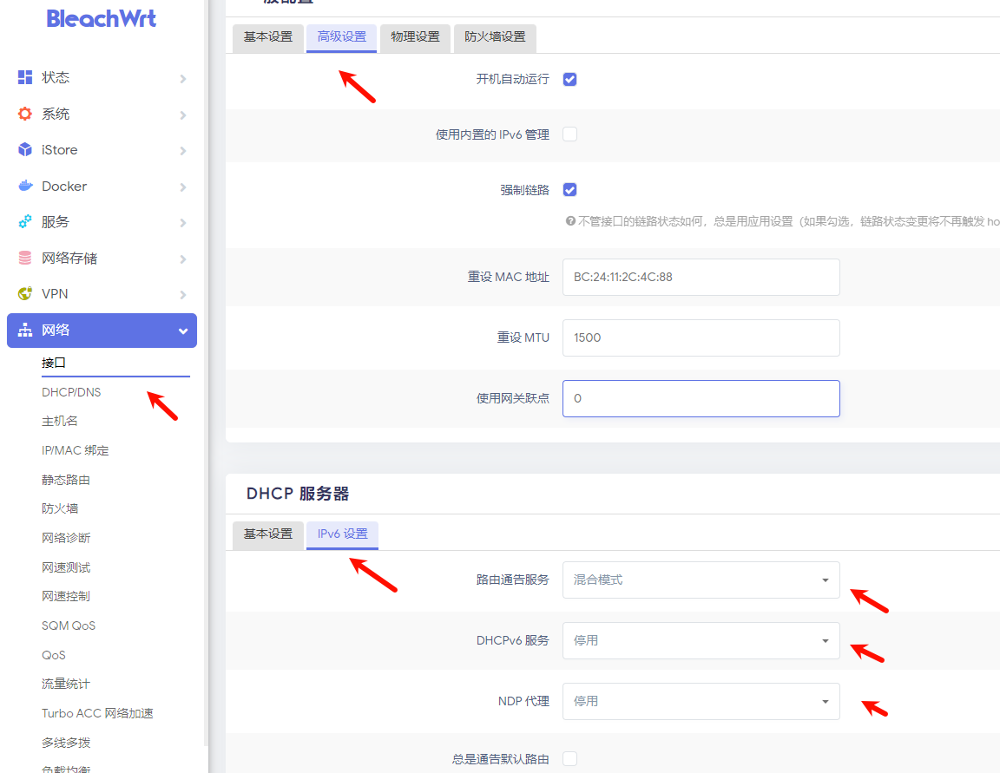 BleachWrt
状态
系统
iStore
Docker
服务
网络存储
VPN
网络
接口
DHCP/DNS
主机名
IP/MAC 绑定
静态路由
防火墙
网络诊断
网速测试
网速控制
SQM QoS
QoS
流量统计
Turbo ACC 网络加速
多线多拨
负载均衡
般配置
基本设置 高级设置 物理设置 防火墙设置
开机自动运行
使用内置的 IPv6 管理
强制链路
不管接口的链路状态如何，总是用应用设置（如果勾选，链路状态变更将不再触发 ho
重设 MAC 地址 BC:24:11:2C:4C:88
重设 MTU 1500
使用网关跃点 0
DHCP 服务器
基本设置 IPv6 设置
路由通告服务 混合模式
DHCPv6 服务 停用
NDP 代理 停用
总是通告默认路由